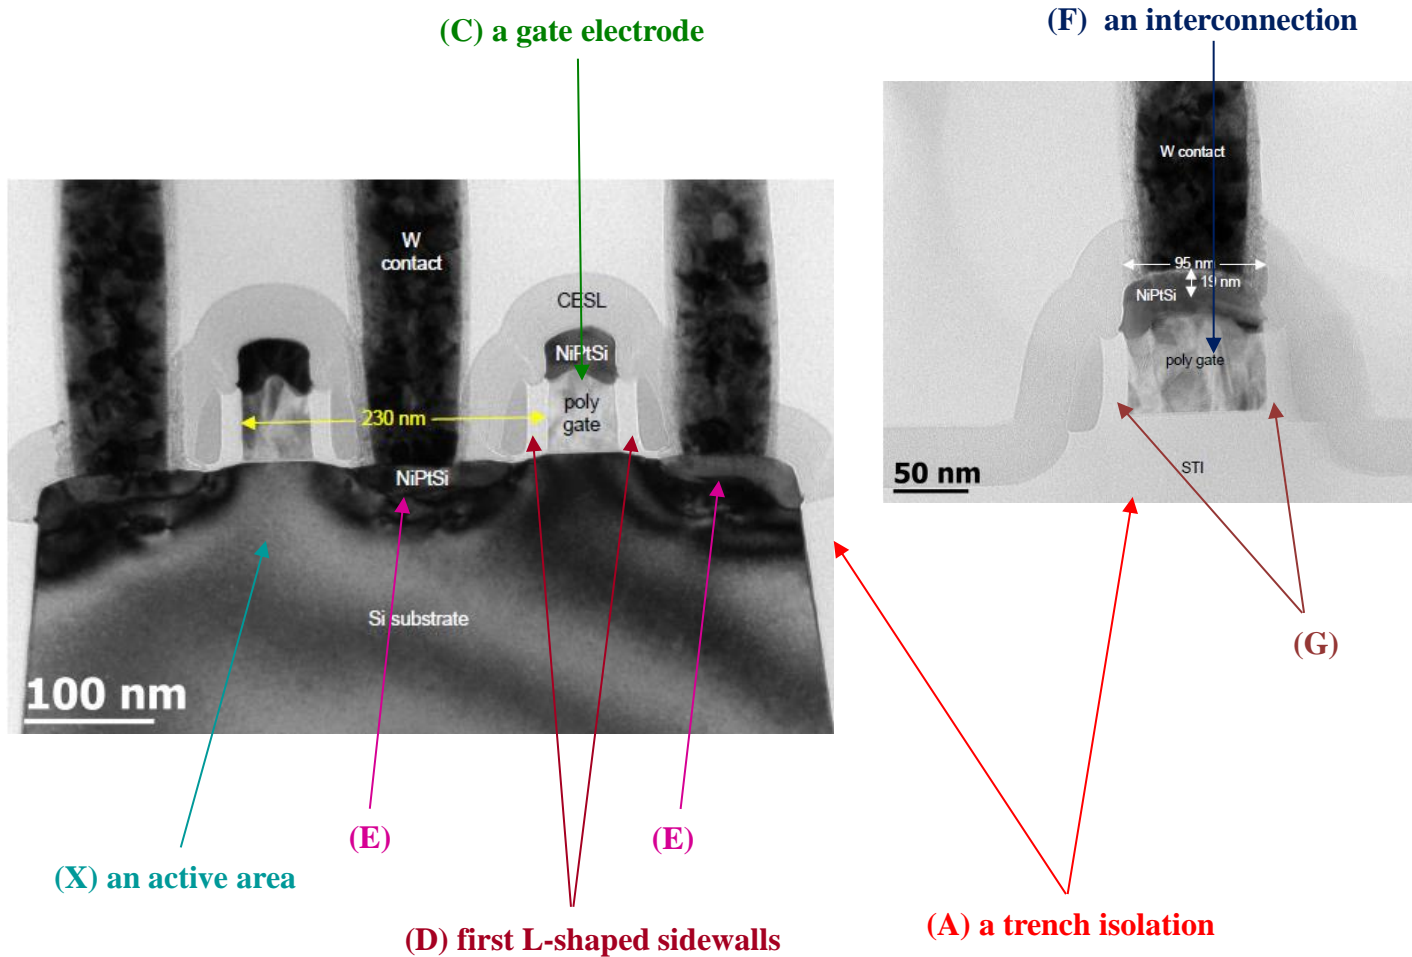 (C) a gate electrode
(F) an interconnection
W contact
95 nm
19 nm
NiPtSi
poly gate
STI
50 nm
W
contact
CESL
NiPtSi
poly
gate
230 nm
NiPtSi
Si substrate
100 nm
(G)
(E)
(E)
(X) an active area
(D) first L-shaped sidewalls
(A) a trench isolation